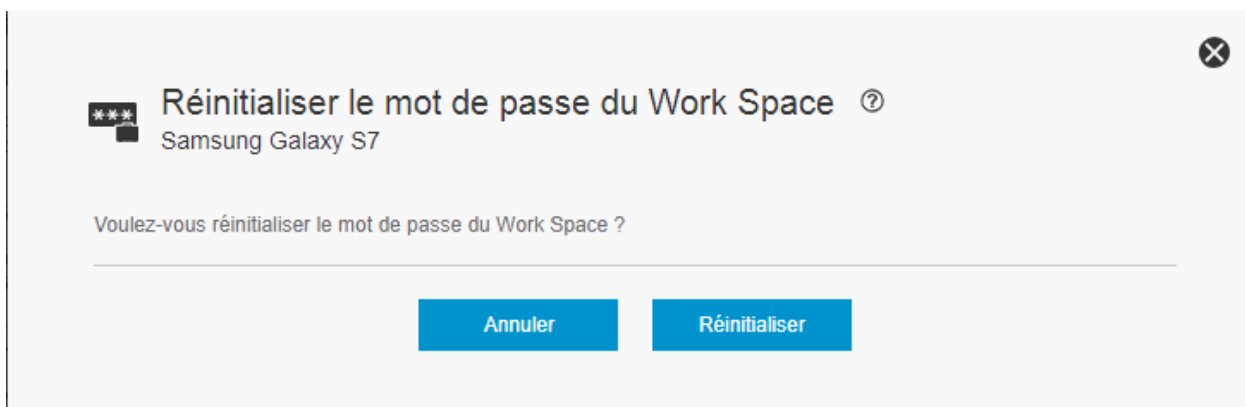 Réinitialiser le mot de passe du Work Space
Samsung Galaxy S7
Voulez-vous réinitialiser le mot de passe du Work Space ?
Annuler
Réinitialiser